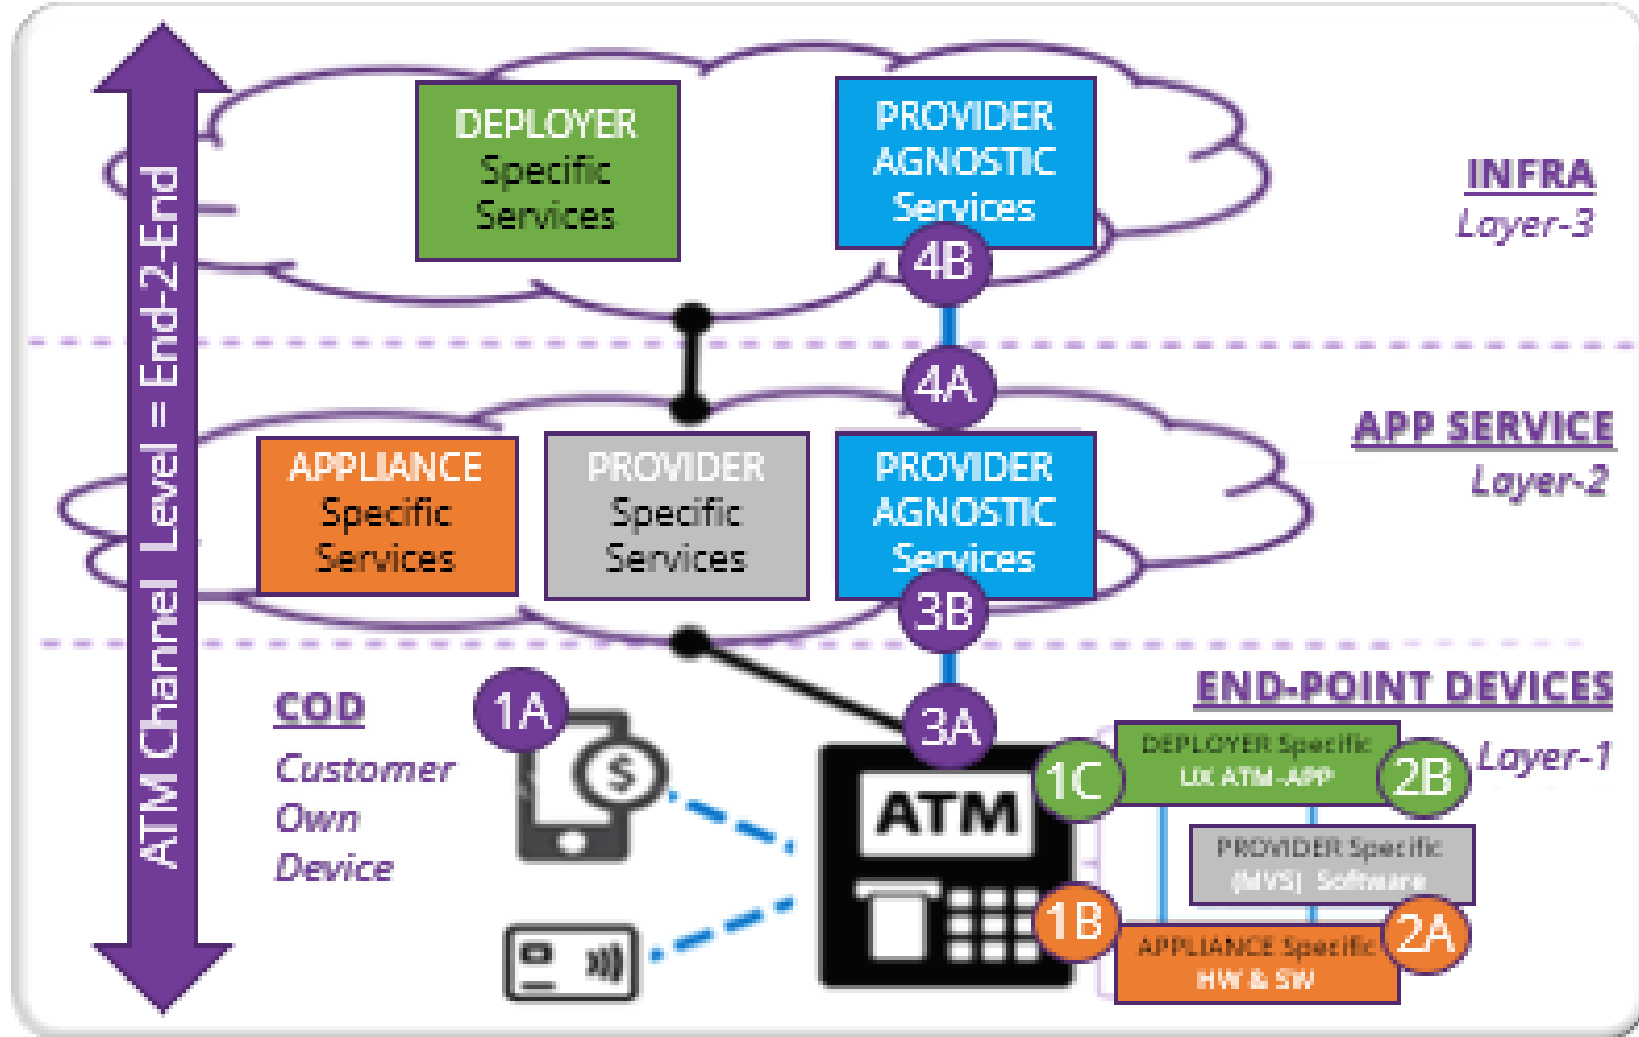 ATM Channel Level = End-2-End
DEPLOYER
Specific
Services
PROVIDER
AGNOSTIC
Services
4B
INFRA
Layer-3
4A
APPLIANCE
Specific
Services
PROVIDER
Specific
Services
PROVIDER
AGNOSTIC
Services
3B
APP SERVICE
Layer-2
COD
Customer
Own
Device
1A
$
3A
ATM
END-POINT DEVICES
Layer-1
1C
DEPLOYER Specific
UX ATM-APP
2B
PROVIDER Specific
(MVS) Software
1B
APPLIANCE Specific
HW & SW
2A